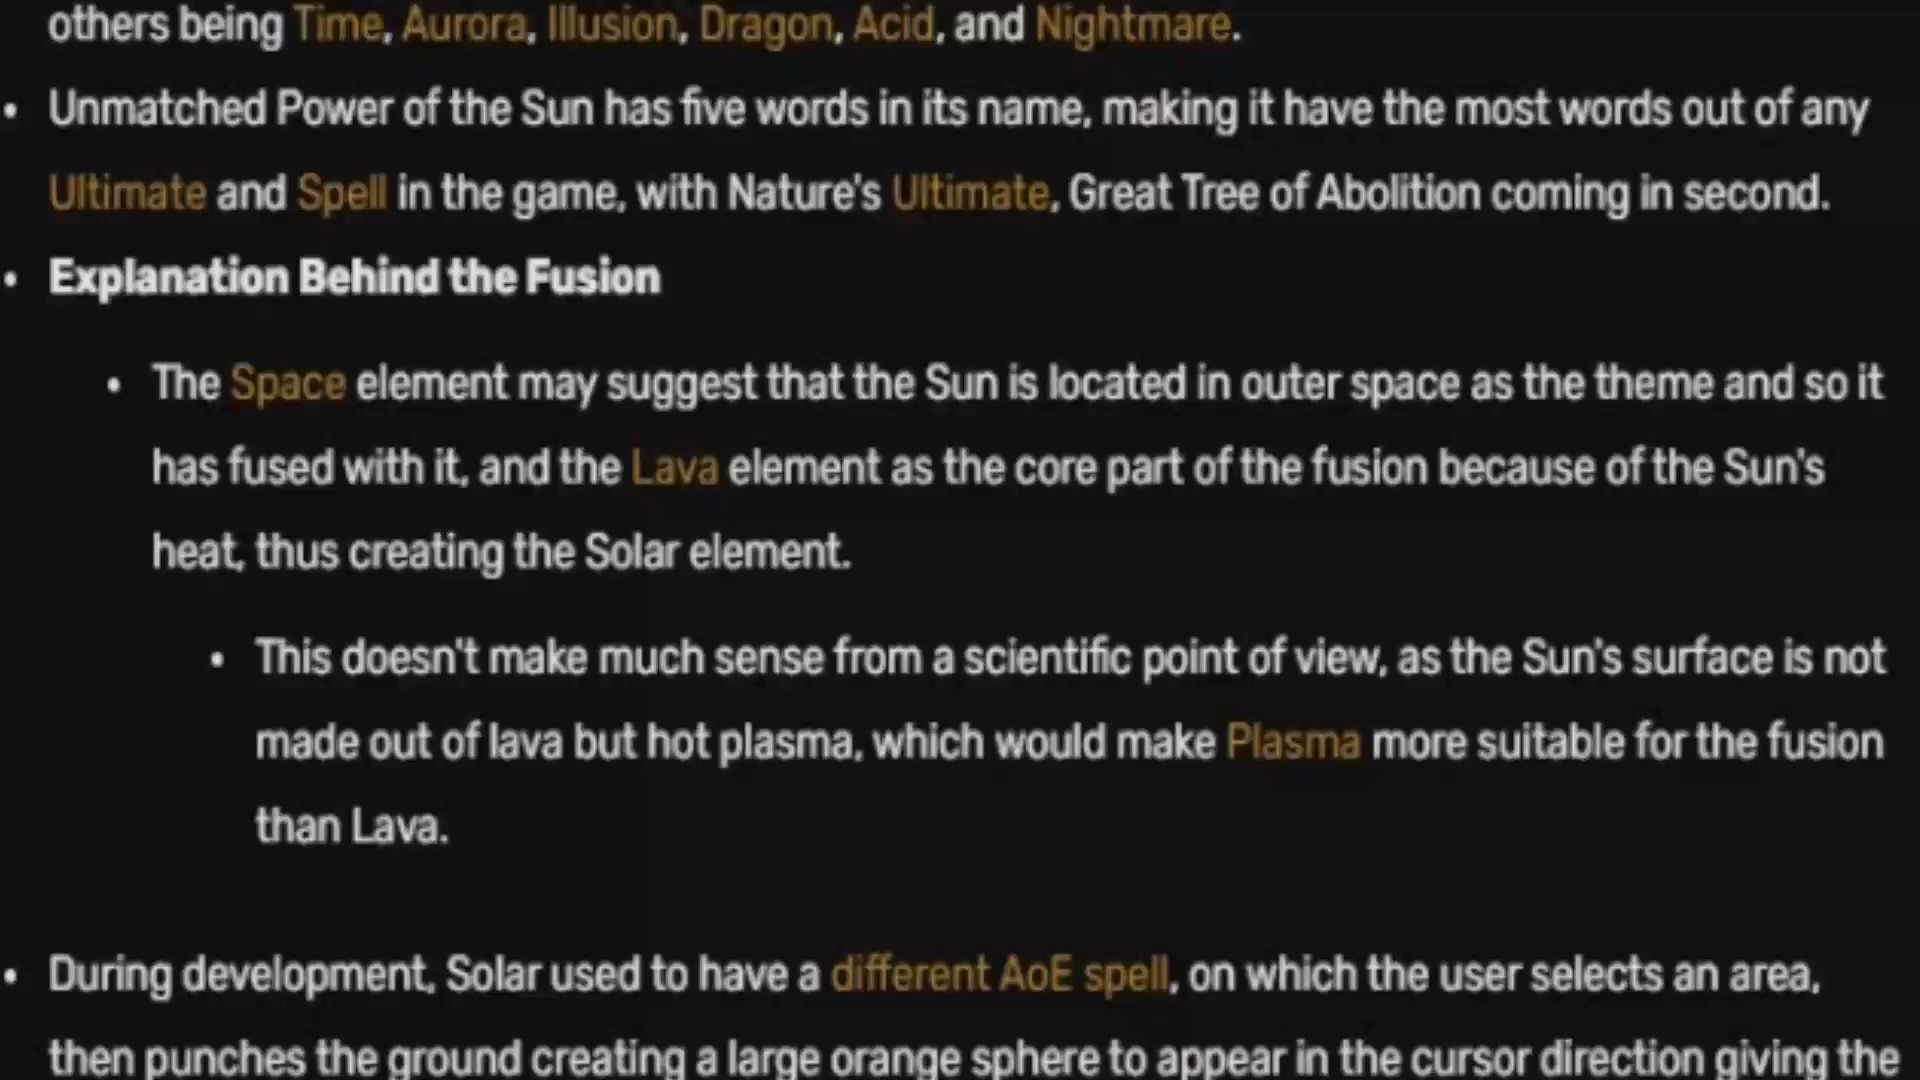 others being Time, Aurora, Illusion, Dragon, Acid, and Nightmare.
• Unmatched Power of the Sun has five words in its name, making it have the most words out of any
Ultimate and Spell in the game, with Nature's Ultimate, Great Tree of Abolition coming in second.
• Explanation Behind the Fusion
• The Space element may suggest that the Sun is located in outer space as the theme and so it
has fused with it, and the Lava element as the core part of the fusion because of the Sun's
heat, thus creating the Solar element.
• This doesn't make much sense from a scientific point of view, as the Sun's surface is not
made out of lava but hot plasma, which would make Plasma more suitable for the fusion
than Lava.
• During development, Solar used to have a different AoE spell, on which the user selects an area,
then punches the ground creating a large orange sphere to appear in the cursor direction giving the